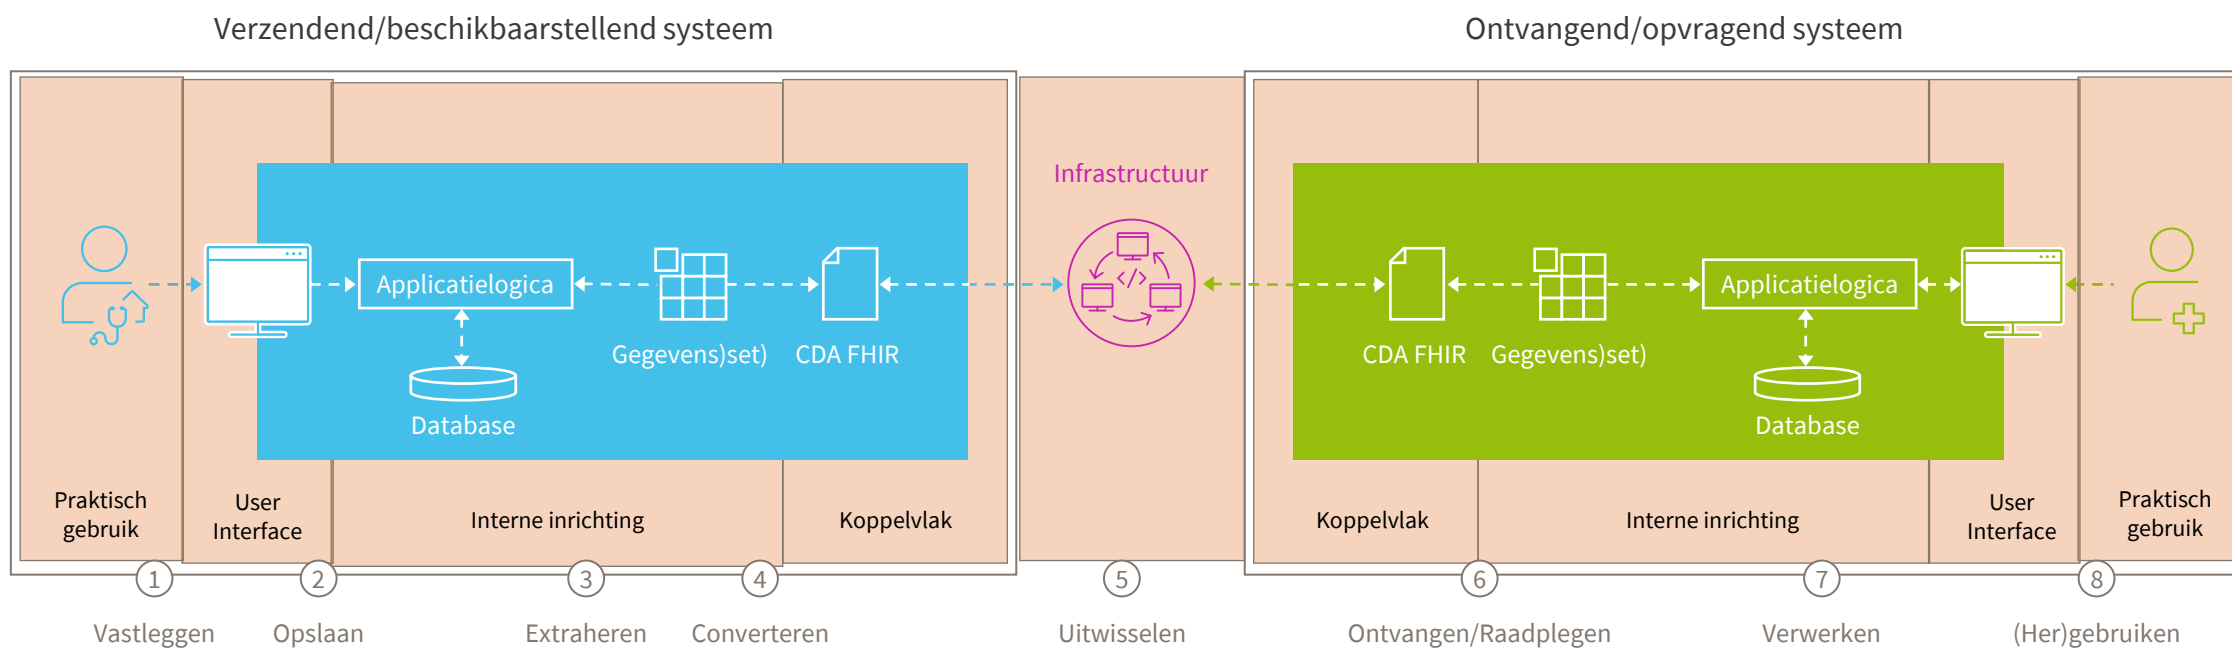 Verzendend/beschikbaarstellend systeem
Ontvangend/opvragend systeem
Infrastructuur
</>
Applicatielogica
Gegevens)set)
CDA FHIR
Database
CDA FHIR
Gegevens)set)
Applicatielogica
Database
Praktisch
gebruik
User
Interface
Interne inrichting
Koppelvlak
Koppelvlak
Interne inrichting
User
Interface
Praktisch
gebruik
1
2
3
4
5
6
7
8
Vastleggen
Opslaan
Extraheren
Converteren
Uitwisselen
Ontvangen/Raadplegen
Verwerken
(Her)gebruiken